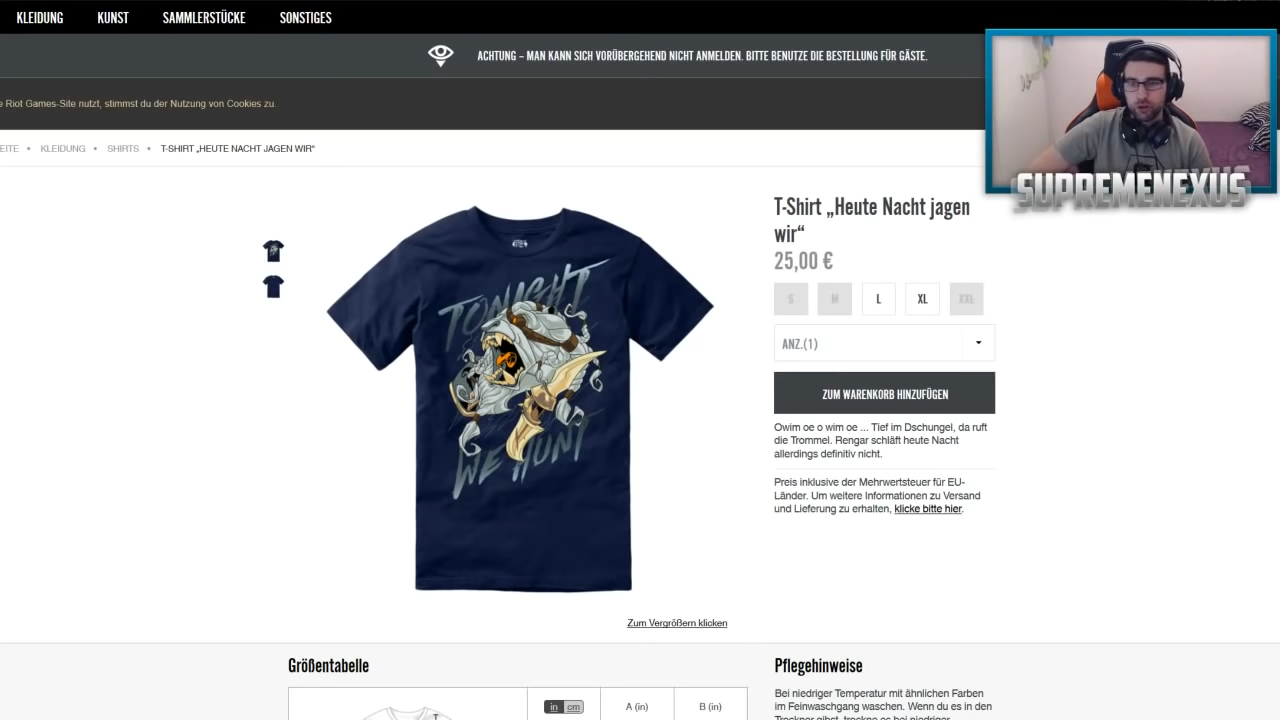 KLEIDUNG KUNST SAMMLERSTÜCKE SONSTIGES
ACHTUNG – MAN KANN SICH VORÜBERGEHEND NICHT ANMELDEN. BITTE BENUTZE DIE BESTELLUNG FÜR GÄSTE.
e Riot Games-Site nutzt, stimmst du der Nutzung von Cookies zu.
EITE • KLEIDUNG • SHIRTS • T-SHIRT „HEUTE NACHT JAGEN WIR“
SUPREMENEXUS
TONIGHT
WE HUNT
T-Shirt „Heute Nacht jagen
wir“
25,00 €
S M L XL XXL
ANZ.(1)
ZUM WARENKORB HINZUFÜGEN
Owim oe o wim oe ... Tief im Dschungel, da ruft
die Trommel. Rengar schläft heute Nacht
allerdings definitiv nicht.
Preis inklusive der Mehrwertsteuer für EU-
Länder. Um weitere Informationen zu Versand
und Lieferung zu erhalten, klicke bitte hier.
Zum Vergrößern klicken
Größentabelle
in cm A (in) B (in)
Pflegehinweise
Bei niedriger Temperatur mit ähnlichen Farben
im Feinwaschgang waschen. Wenn du es in den
Trockner gibst, trockne es bei niedriger